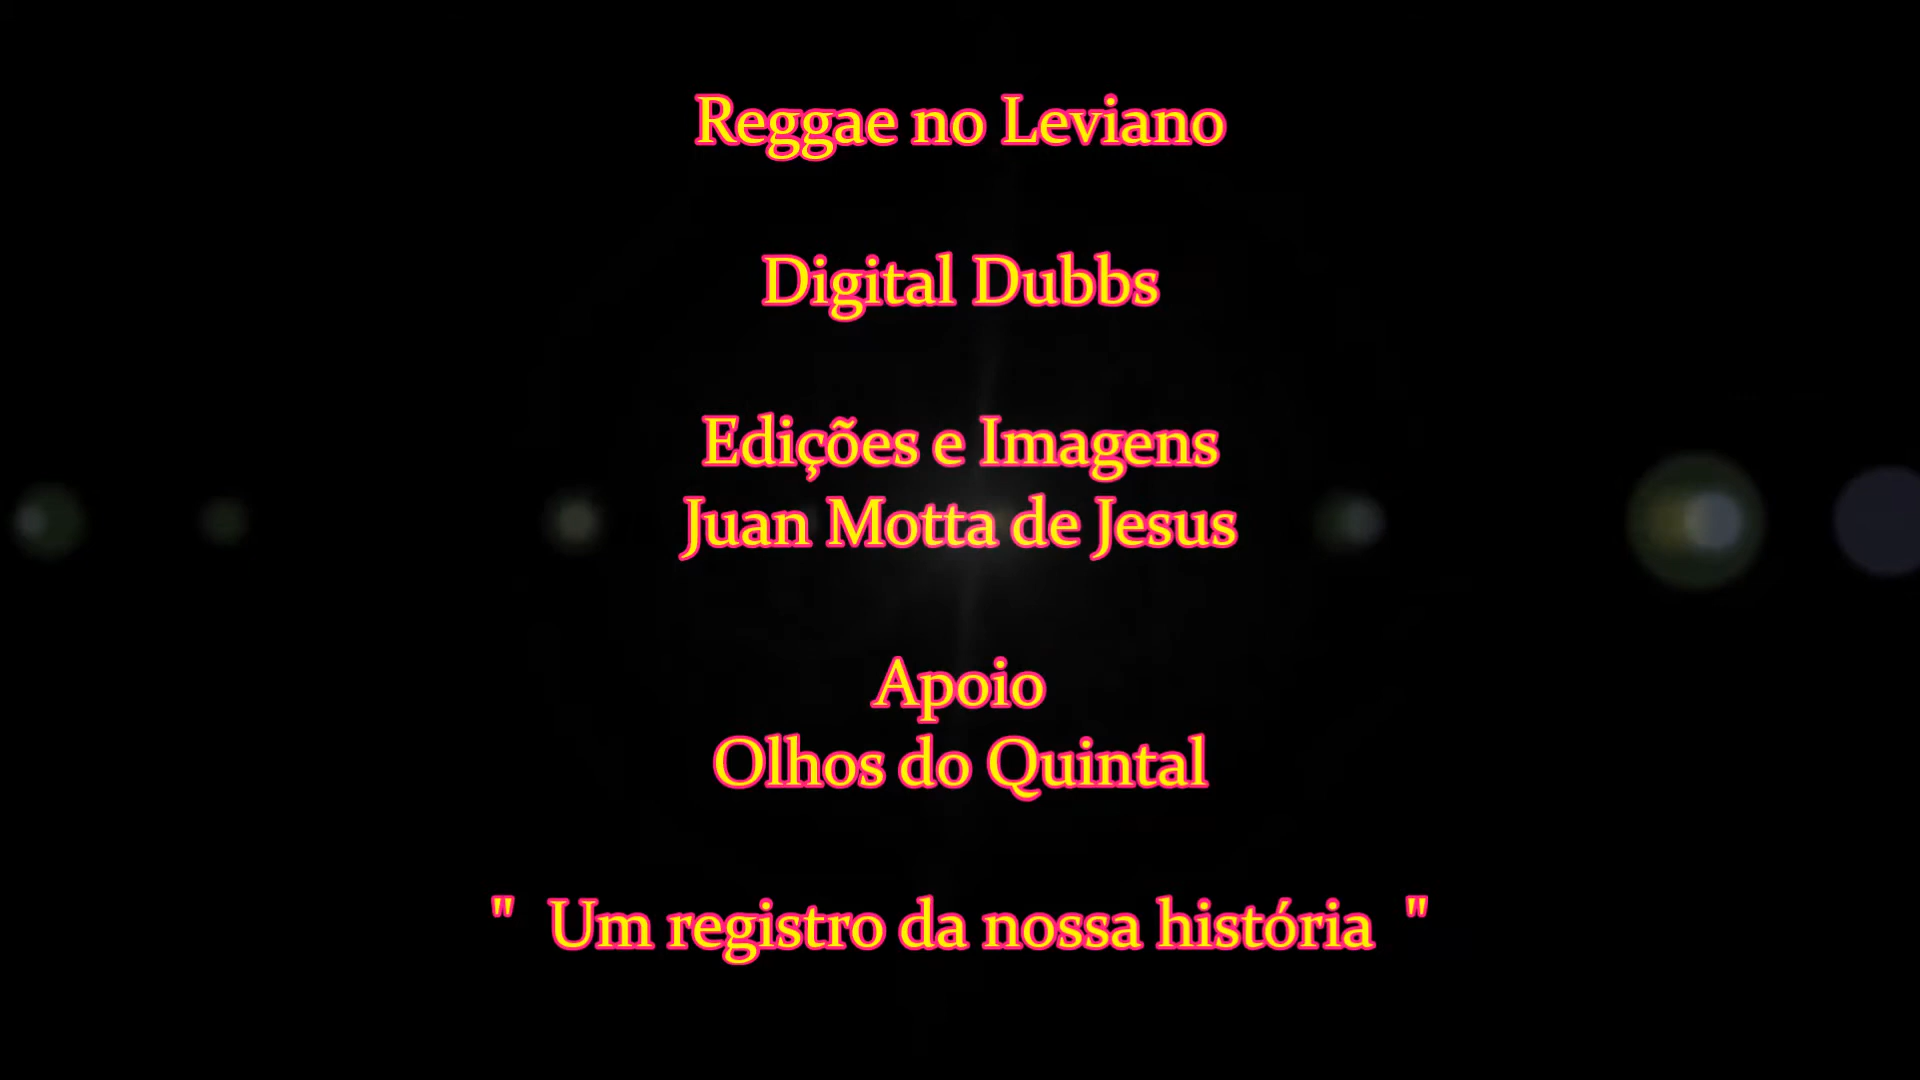 Reggae no Leviano
Digital Dubbs
Edições e Imagens
Juan Motta de Jesus
Apoio
Olhos do Quintal
" Um registro da nossa história "